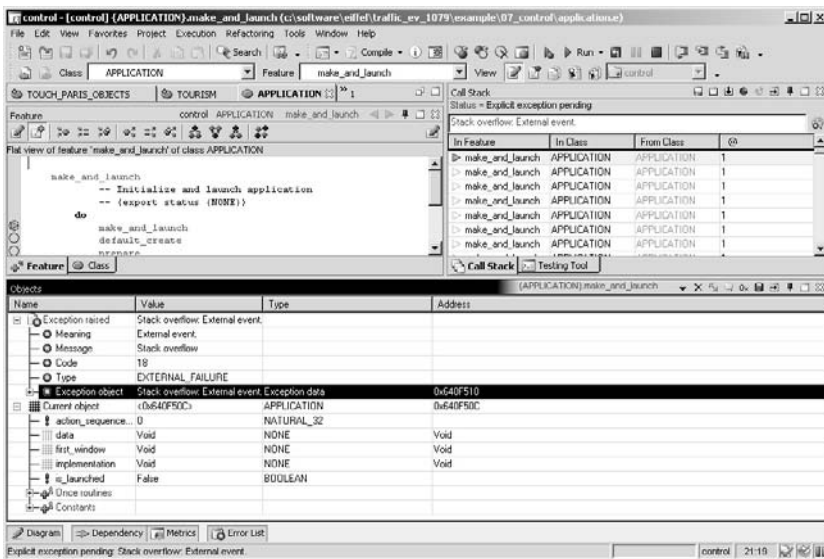 control - [control] {APPLICATION}.make_and_launch (c:\software\eiffel\traffic_ev_1079\example\07_control\application.e)
File Edit View Favorites Project Execution Refactoring Tools Window Help
Search Compile Run
Class APPLICATION Feature make_and_launch View control
TOUCH_PARIS_OBJECTS TOURISM APPLICATION 1
Call Stack
Status = Explicit exception pending
Feature control APPLICATION make_and_launch
Stack overflow: External event.
In Feature In Class From Class @
Flat view of feature 'make_and_launch' of class APPLICATION
make_and_launch
-- Initialize and launch application
-- {export status {NONE}}
do
make_and_launch
default_create
prepare
make_and_launch APPLICATION APPLICATION 1
make_and_launch APPLICATION APPLICATION 1
make_and_launch APPLICATION APPLICATION 1
make_and_launch APPLICATION APPLICATION 1
make_and_launch APPLICATION APPLICATION 1
make_and_launch APPLICATION APPLICATION 1
make_and_launch APPLICATION APPLICATION 1
Feature Class
Call Stack Testing Tool
Objects {APPLICATION}.make_and_launch
Name Value Type Address
Exception raised Stack overflow: External event.
Meaning External event.
Message Stack overflow
Code 18
Type EXTERNAL_FAILURE
Exception object Stack overflow: External event. Exception data 0x640F510
Current object <0x640F50C> APPLICATION 0x640F50C
action_sequence... 0 NATURAL_32
data Void NONE Void
first_window Void NONE Void
implementation Void NONE Void
is_launched False BOOLEAN
Once routines
Constants
Diagram Dependency Metrics Error List
Explicit exception pending: Stack overflow: External event. control 21:19